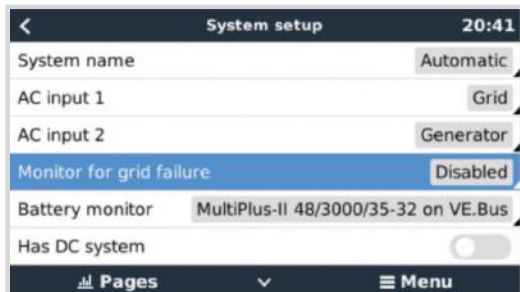 System setup 20:41
System name Automatic
AC input 1 Grid
AC input 2 Generator
Monitor for grid failure Disabled
Battery monitor MultiPlus-II 48/3000/35-32 on VE.Bus
Has DC system
Pages Menu